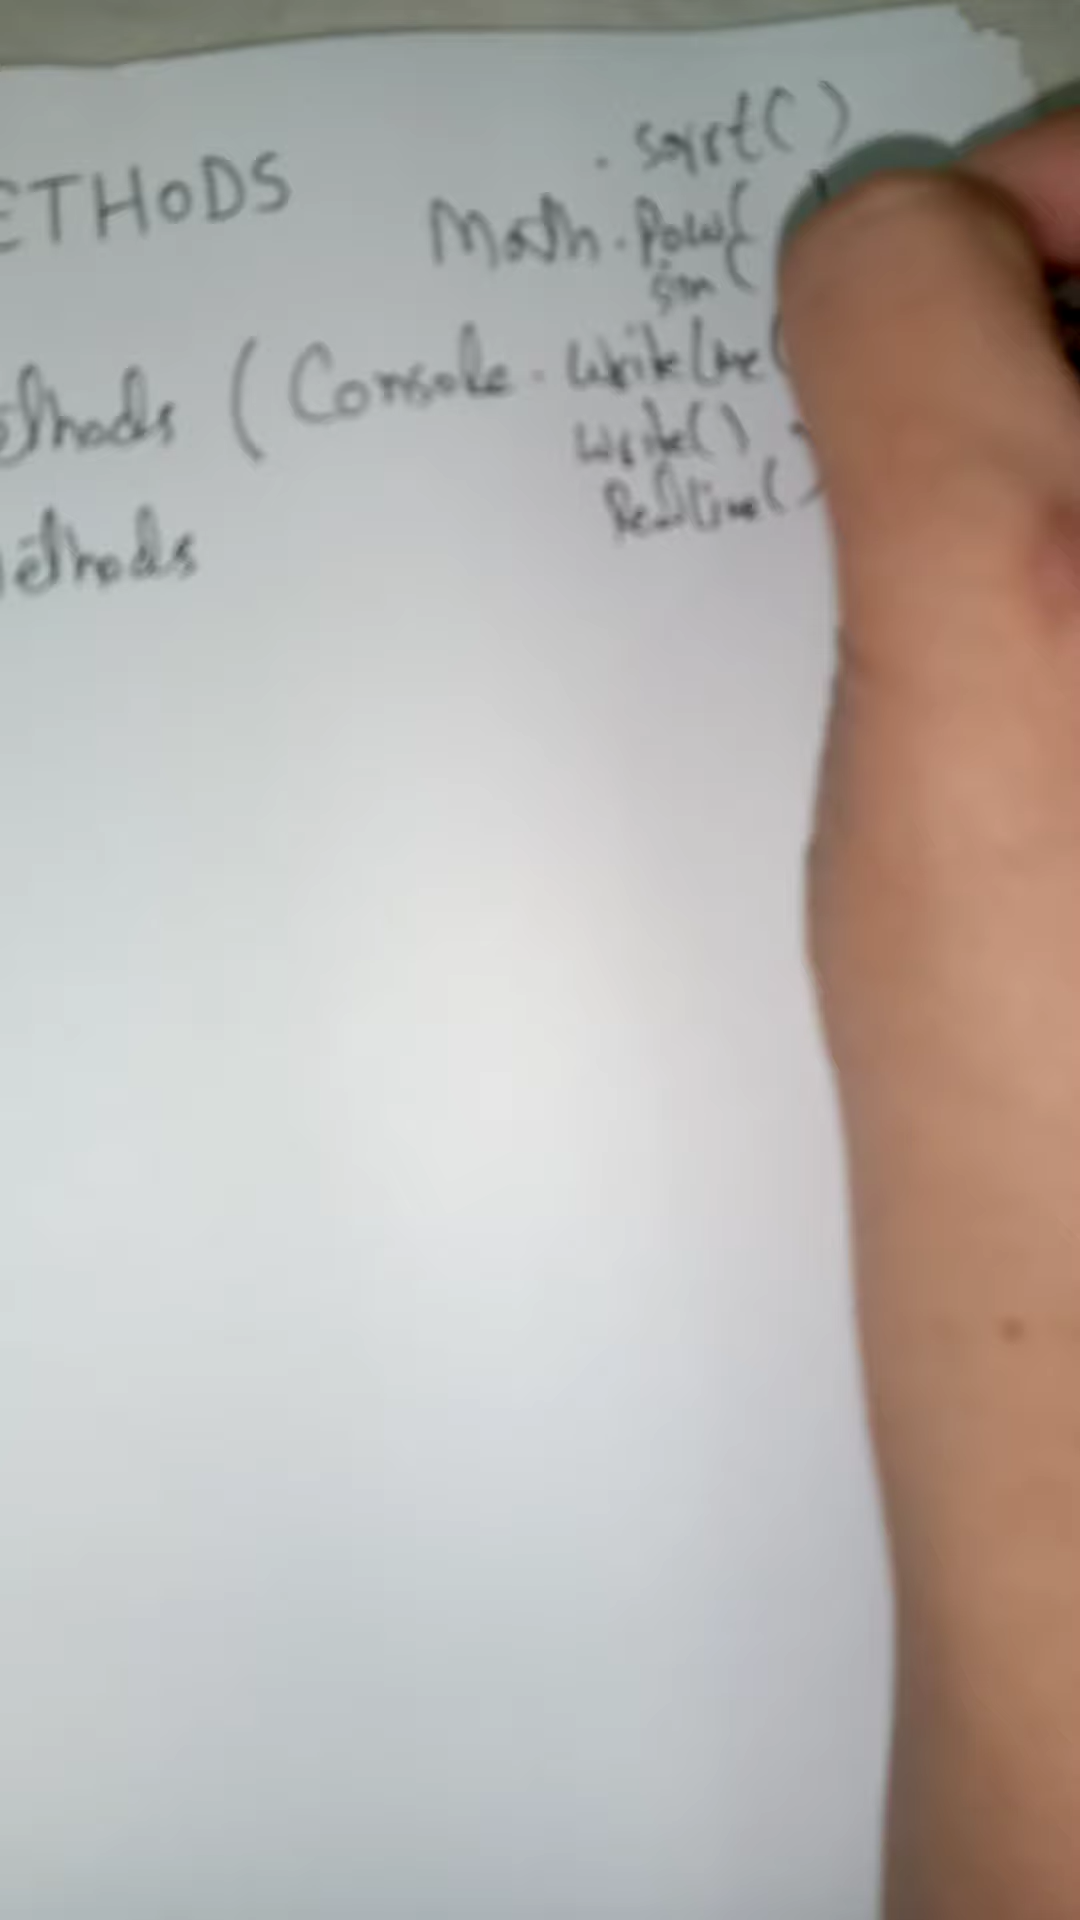 . sqrt( )
ETHODS
Math. Pow(
sin (
ethods ( Console. WriteLine(
Write()
ReadLine( )
ethods